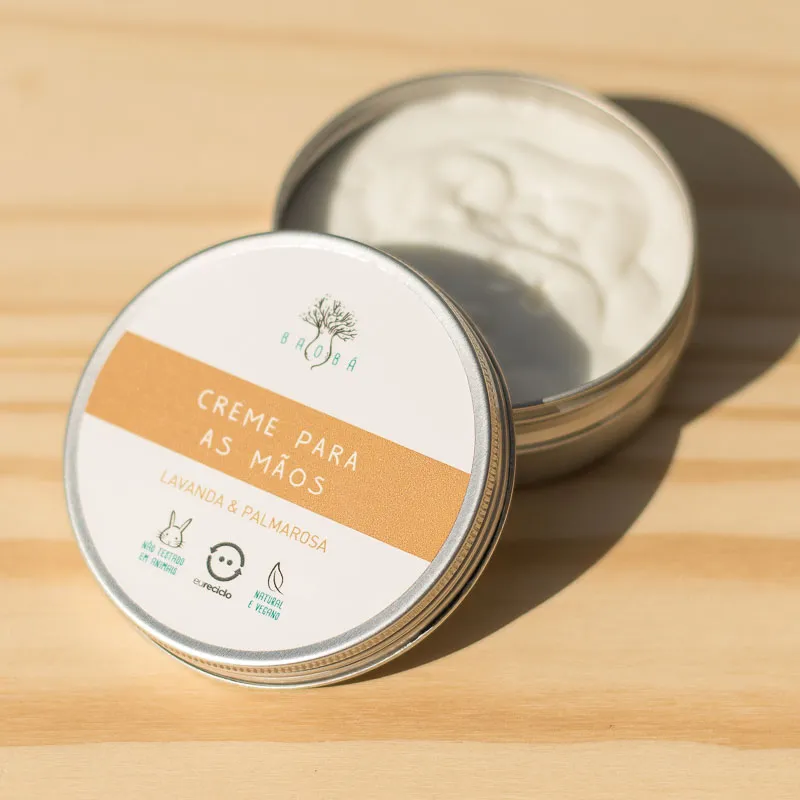 BAOBÁ
CREME PARA
AS MÃOS
LAVANDA & PALMAROSA
NÃO TESTADO
EM ANIMAIS
eureciclo
NATURAL
E VEGANO